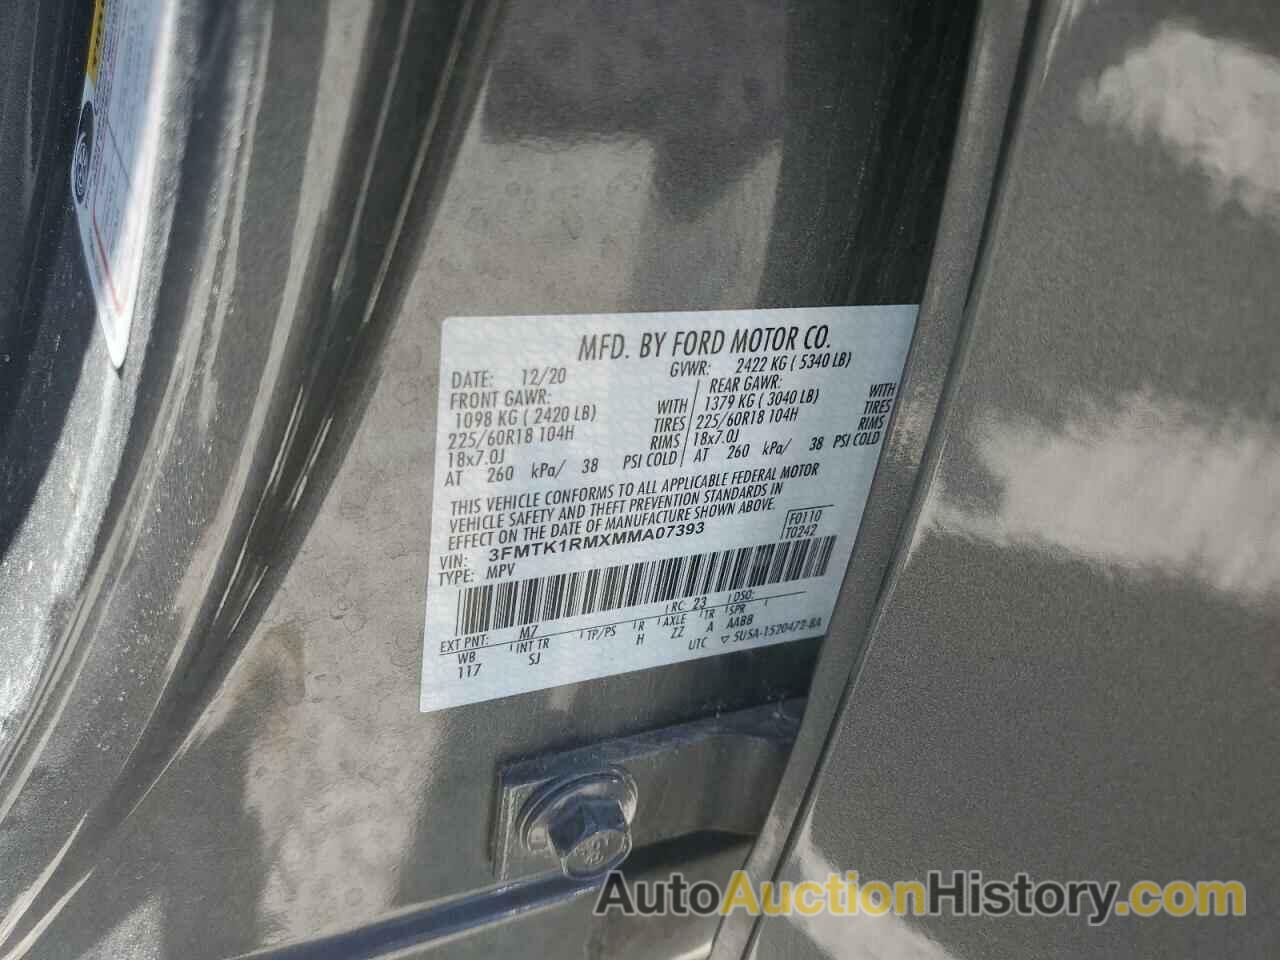 MFD. BY FORD MOTOR CO.
DATE: 12/20 GVWR: 2422 KG ( 5340 LB)
FRONT GAWR: REAR GAWR:
1098 KG ( 2420 LB) WITH 1379 KG ( 3040 LB) WITH
225/60R18 104H TIRES 225/60R18 104H TIRES
18x7.0J RIMS 18x7.0J RIMS
AT 260 kPa/ 38 PSI COLD AT 260 kPa/ 38 PSI COLD
THIS VEHICLE CONFORMS TO ALL APPLICABLE FEDERAL MOTOR
VEHICLE SAFETY AND THEFT PREVENTION STANDARDS IN
EFFECT ON THE DATE OF MANUFACTURE SHOWN ABOVE.
VIN: 3FMTK1RMXMMA07393 F0110
TYPE: MPV T0242
EXT PNT: M7 RC: 23 DSO:
WB INT TR TP/PS R AXLE TR SPR
117 SJ H ZZ A AABB
UTC ▽ 5USA-1520472-BA
AutoAuctionHistory.com